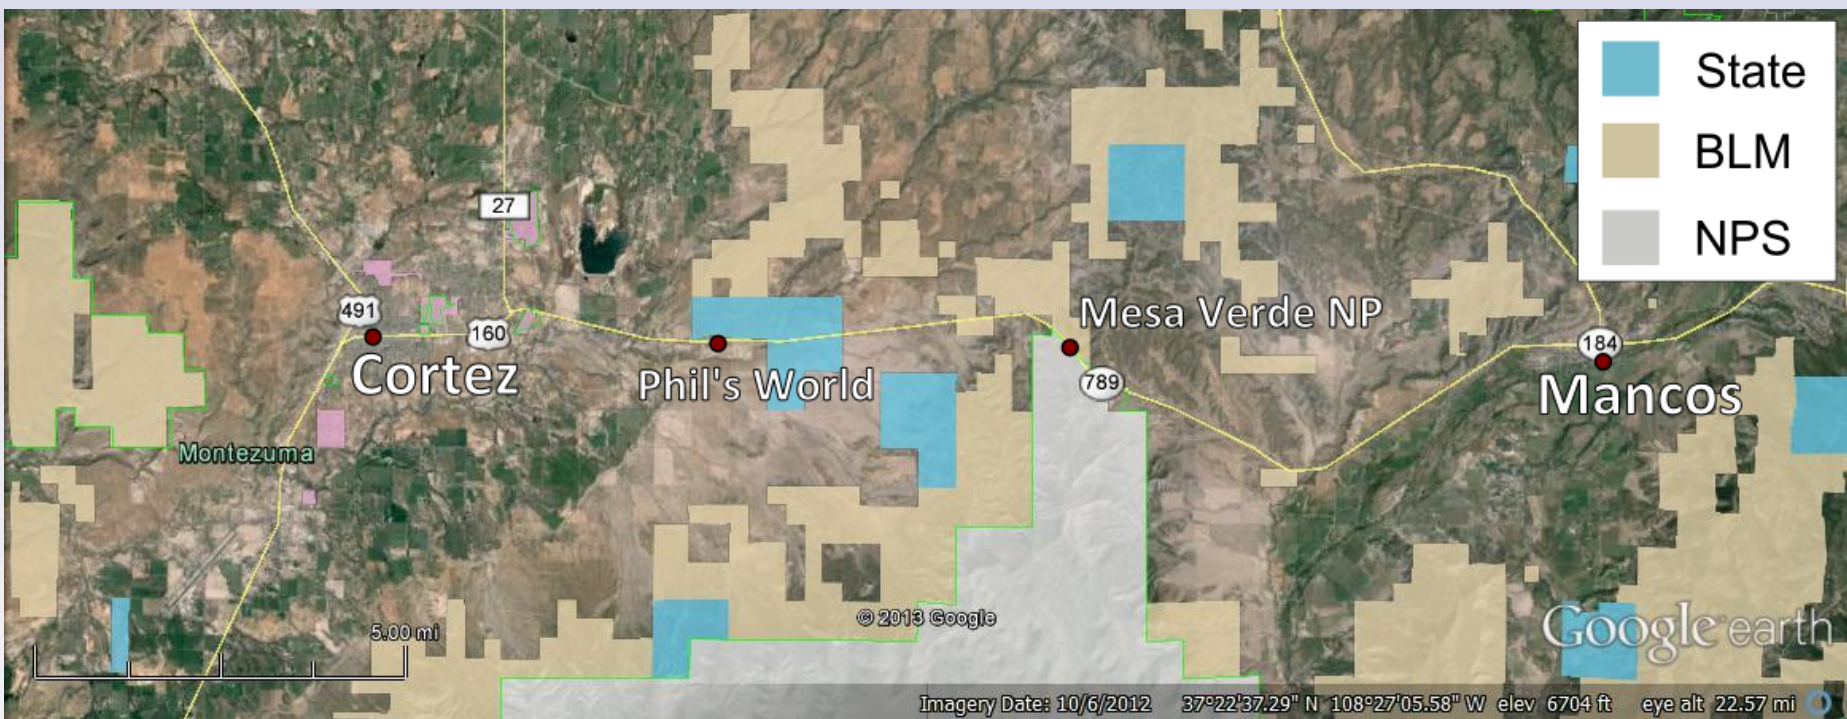 State
BLM
NPS
27
491
160
Cortez
Phil's World
Mesa Verde NP
789
184
Mancos
Montezuma
5.00 mi
© 2013 Google
Google earth
Imagery Date: 10/6/2012 37°22'37.29" N 108°27'05.58" W elev 6704 ft eye alt 22.57 mi